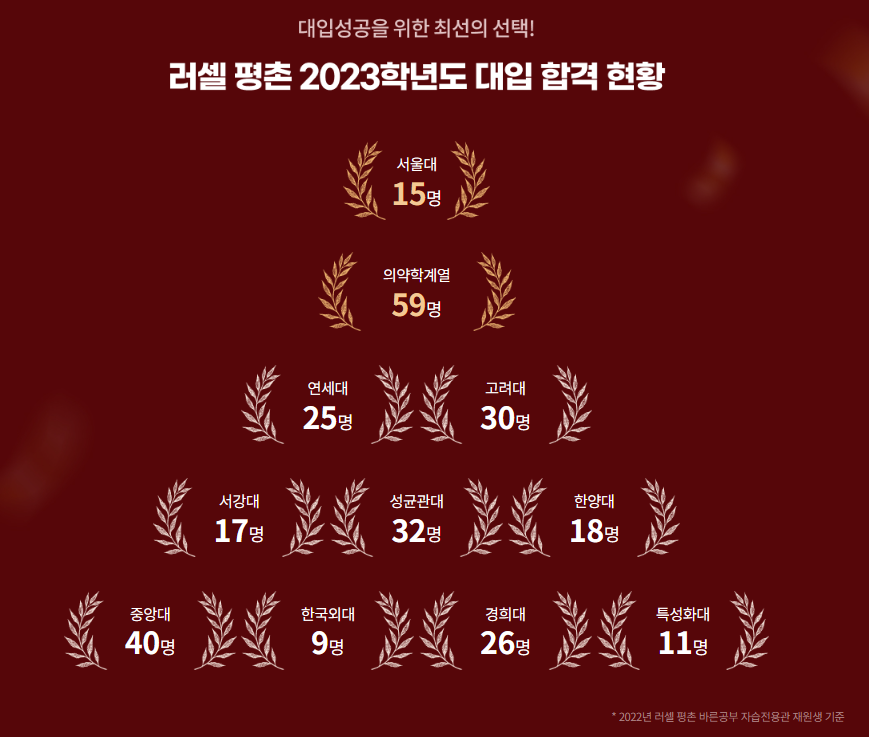 대입성공을 위한 최선의 선택!
러셀 평촌 2023학년도 대입 합격 현황
서울대
15명
의약학계열
59명
연세대 고려대
25명 30명
서강대 성균관대 한양대
17명 32명 18명
중앙대 한국외대 경희대 특성화대
40명 9명 26명 11명
* 2022년 러셀 평촌 바른공부 자습전용관 재원생 기준